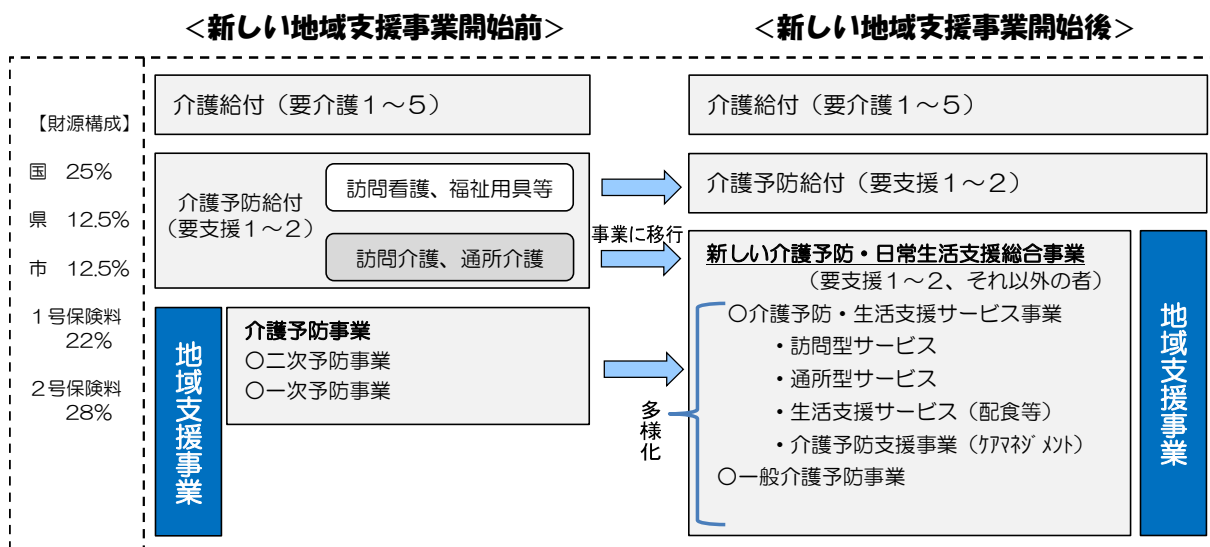 <新しい地域支援事業開始前>
<新しい地域支援事業開始後>
【財源構成】
国　25%
県　12.5%
市　12.5%
1号保険料
22%
2号保険料
28%
介護給付（要介護1～5）
介護予防給付
（要支援1～2）
訪問看護、福祉用具等
訪問介護、通所介護
地域支援事業
介護予防事業
〇二次予防事業
〇一次予防事業
事業に移行
多様化
介護給付（要介護1～5）
介護予防給付（要支援1～2）
新しい介護予防・日常生活支援総合事業
（要支援1～2、それ以外の者）
〇介護予防・生活支援サービス事業
・訪問型サービス
・通所型サービス
・生活支援サービス（配食等）
・介護予防支援事業（ｹｱﾏﾈｼﾞﾒﾝﾄ）
〇一般介護予防事業
地域支援事業